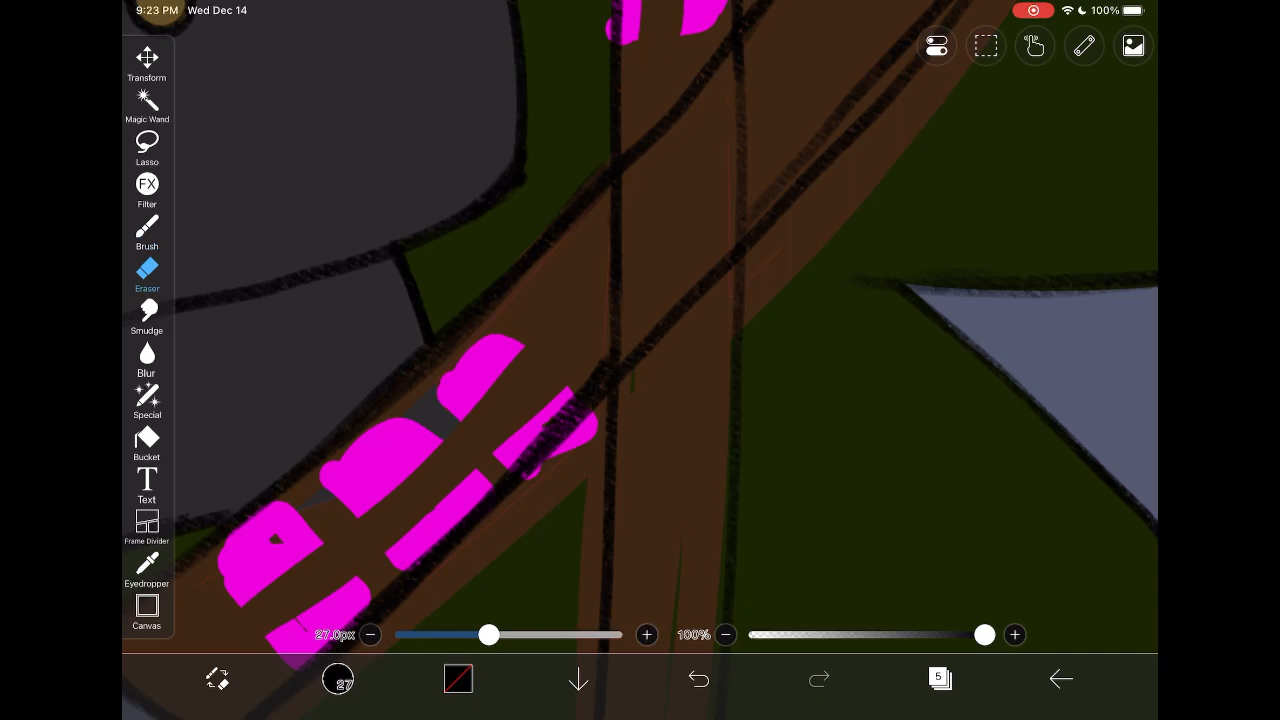 9:23 PM Wed Dec 14
100%
Transform
Magic Wand
Lasso
FX
Filter
Brush
Eraser
Smudge
Blur
Special
Bucket
T
Text
Frame Divider
Eyedropper
Canvas
27.0px
100%
27
5